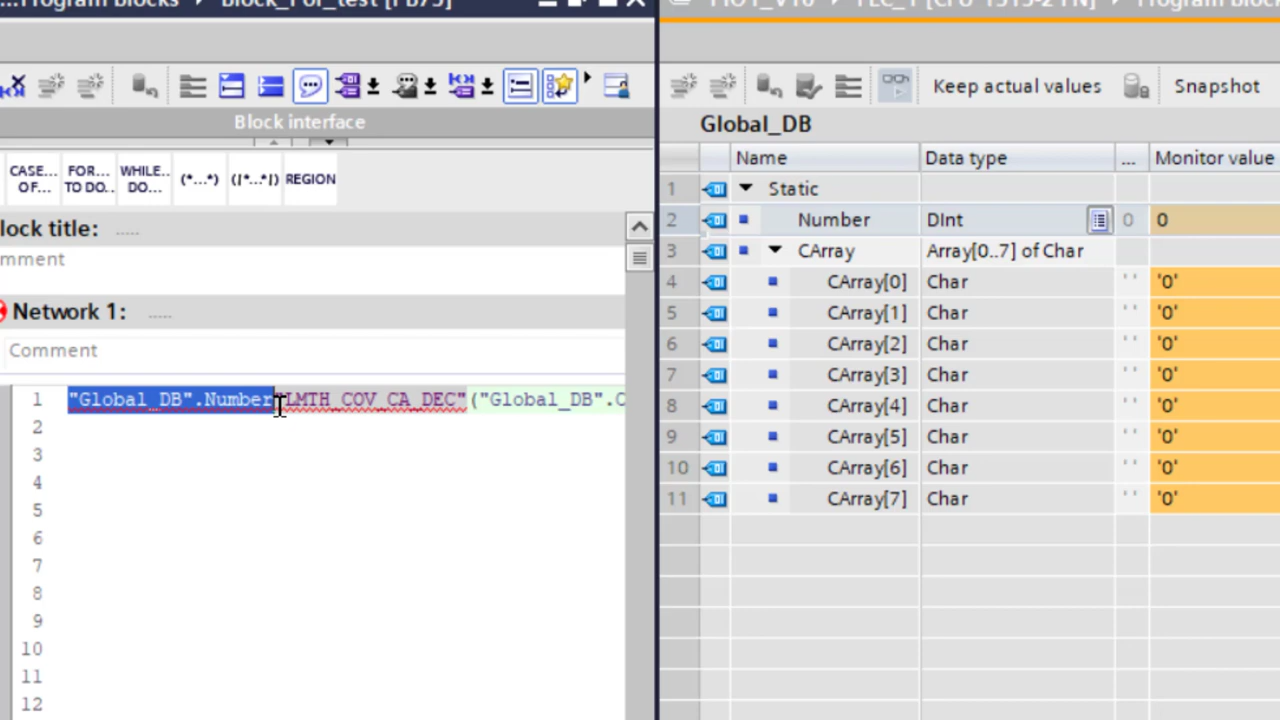 ...Program blocks ▸ Block_For_test [FB75]
Block interface
CASE... OF...
FOR... TO DO..
WHILE.. DO...
(*...*)
(|*...*|)
REGION
lock title: .....
mment
Network 1: .....
Comment
1 "Global_DB".Number"LMTH_COV_CA_DEC"("Global_DB".C
2
3
4
5
6
7
8
9
10
11
12
Program block
Keep actual values
Snapshot
Global_DB
Name Data type ... Monitor value
1 Static
2 Number DInt 0 0
3 CArray Array[0..7] of Char
4 CArray[0] Char ' ' '0'
5 CArray[1] Char ' ' '0'
6 CArray[2] Char ' ' '0'
7 CArray[3] Char ' ' '0'
8 CArray[4] Char ' ' '0'
9 CArray[5] Char ' ' '0'
10 CArray[6] Char ' ' '0'
11 CArray[7] Char ' ' '0'